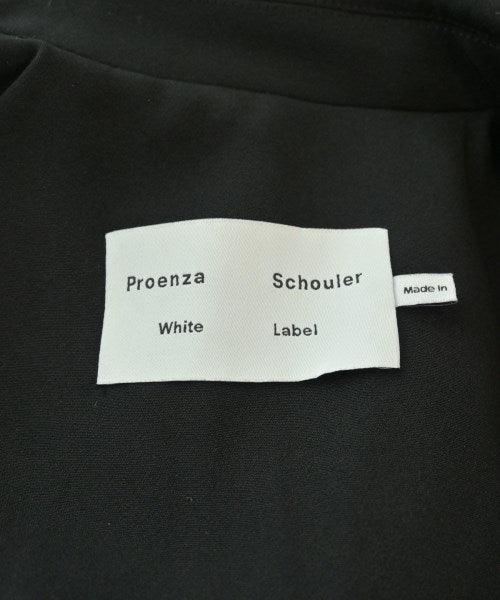 Proenza Schouler
White Label
Made in